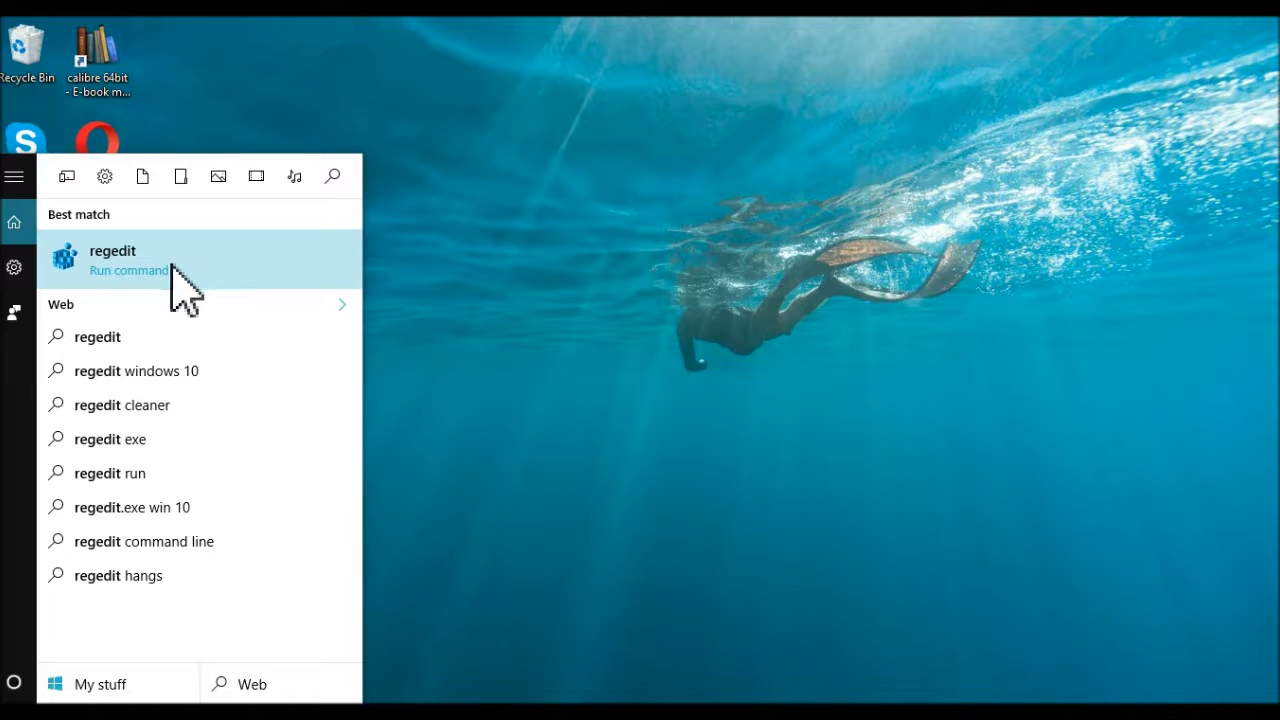 Recycle Bin
calibre 64bit
- E-book m...
S
Best match
regedit
Run command
Web
regedit
regedit windows 10
regedit cleaner
regedit exe
regedit run
regedit.exe win 10
regedit command line
regedit hangs
My stuff
Web